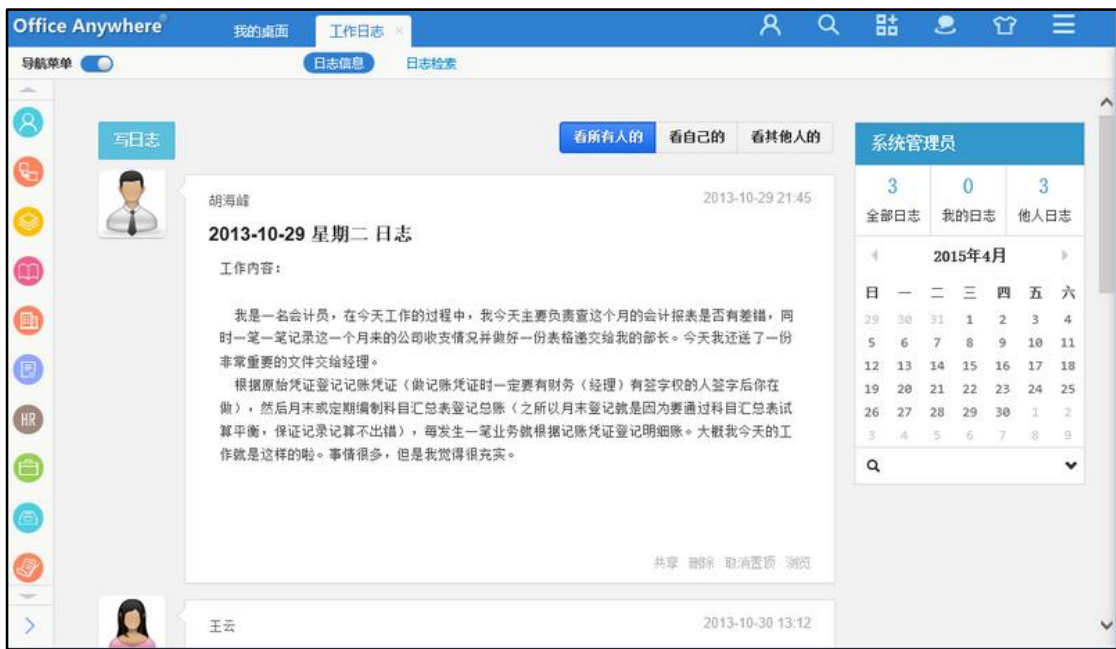 Office Anywhere
我的桌面
工作日志 ×
导航菜单
日志信息
日志检索
写日志
看所有人的 看自己的 看其他人的
胡海峰
2013-10-29 21:45
2013-10-29 星期二 日志
工作内容：
我是一名会计员，在今天工作的过程中，我今天主要负责查这个月的会计报表是否有差错，同
时一笔一笔记录这一个月来的公司收支情况并做好一份表格递交给我的部长。今天我还送了一份
非常重要的文件交给经理。
根据原始凭证登记记账凭证（做记账凭证时一定要有财务（经理）有签字权的人签字后你在
做），然后月末或定期编制科目汇总表登记总账（之所以月末登记就是因为要通过科目汇总表试
算平衡，保证记录记算不出错），每发生一笔业务就根据记账凭证登记明细账。大概我今天的工
作就是这样的啦。事情很多，但是我觉得很充实。
共享 删除 取消置顶 浏览
王云
2013-10-30 13:12
系统管理员
3 0 3
全部日志 我的日志 他人日志
2015年4月
日 一 二 三 四 五 六
29 30 31 1 2 3 4
5 6 7 8 9 10 11
12 13 14 15 16 17 18
19 20 21 22 23 24 25
26 27 28 29 30 1 2
3 4 5 6 7 8 9
HR